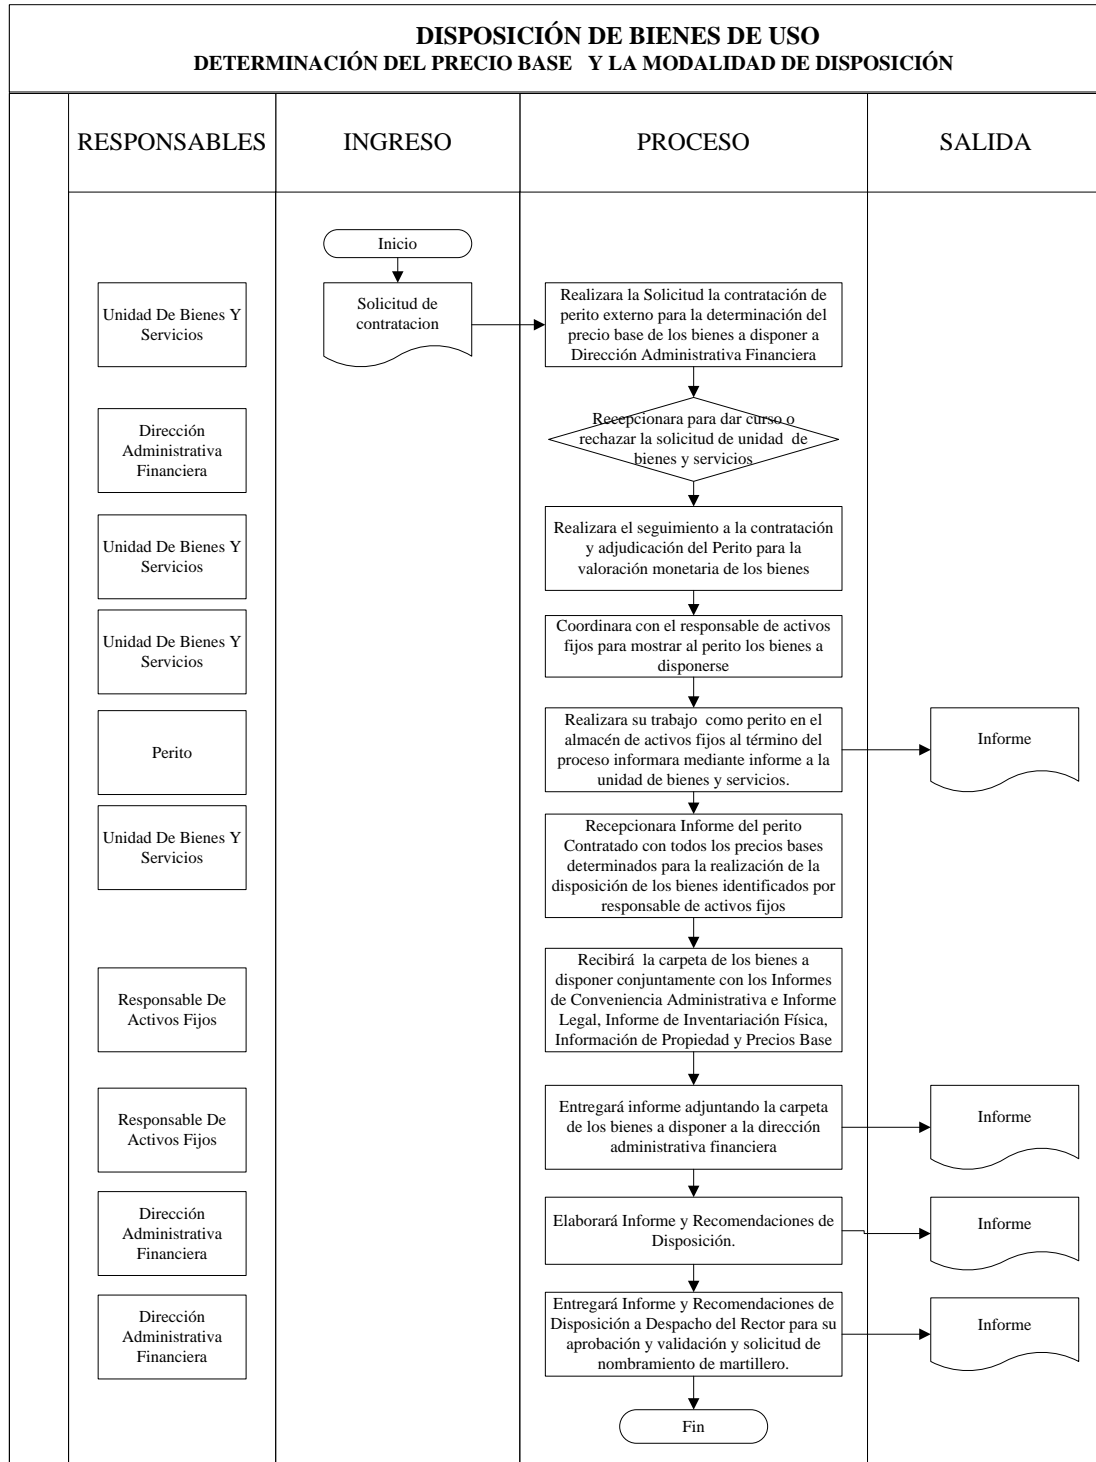 DISPOSICIÓN DE BIENES DE USO
DETERMINACIÓN DEL PRECIO BASE Y LA MODALIDAD DE DISPOSICIÓN
RESPONSABLES
INGRESO
PROCESO
SALIDA
Inicio
Unidad De Bienes Y
Servicios
Solicitud de
contratacion
Realizara la Solicitud la contratación de
perito externo para la determinación del
precio base de los bienes a disponer a
Dirección Administrativa Financiera
Dirección
Administrativa
Financiera
Recepcionara para dar curso o
rechazar la solicitud de unidad de
bienes y servicios
Unidad De Bienes Y
Servicios
Realizara el seguimiento a la contratación
y adjudicación del Perito para la
valoración monetaria de los bienes
Unidad De Bienes Y
Servicios
Coordinara con el responsable de activos
fijos para mostrar al perito los bienes a
disponerse
Perito
Realizara su trabajo como perito en el
almacén de activos fijos al término del
proceso informara mediante informe a la
unidad de bienes y servicios.
Informe
Unidad De Bienes Y
Servicios
Recepcionara Informe del perito
Contratado con todos los precios bases
determinados para la realización de la
disposición de los bienes identificados por
responsable de activos fijos
Responsable De
Activos Fijos
Recibirá la carpeta de los bienes a
disponer conjuntamente con los Informes
de Conveniencia Administrativa e Informe
Legal, Informe de Inventariación Física,
Información de Propiedad y Precios Base
Responsable De
Activos Fijos
Entregará informe adjuntando la carpeta
de los bienes a disponer a la dirección
administrativa financiera
Informe
Dirección
Administrativa
Financiera
Elaborará Informe y Recomendaciones de
Disposición.
Informe
Dirección
Administrativa
Financiera
Entregará Informe y Recomendaciones de
Disposición a Despacho del Rector para su
aprobación y validación y solicitud de
nombramiento de martillero.
Informe
Fin